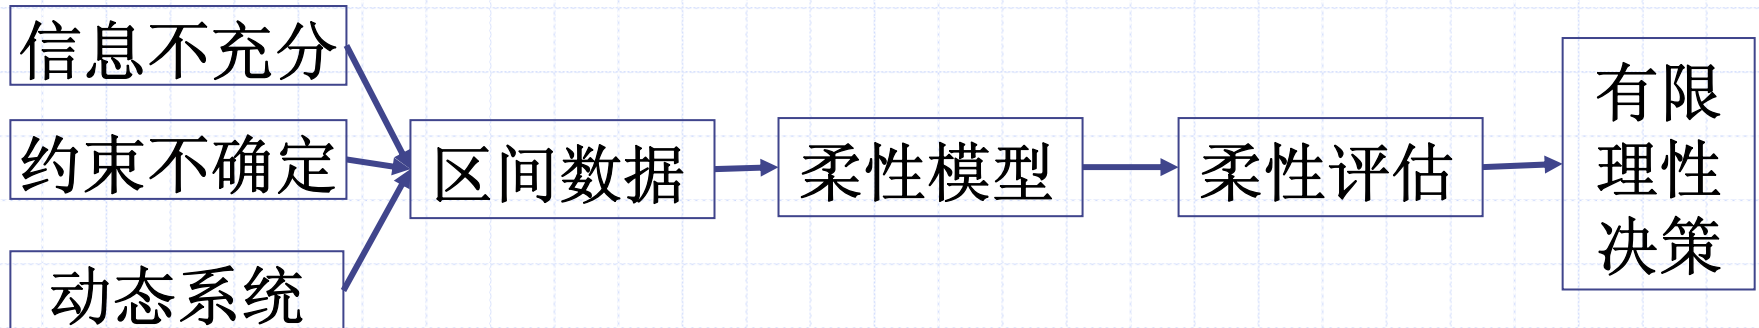 信息不充分
约束不确定
动态系统
区间数据
柔性模型
柔性评估
有限
理性
决策